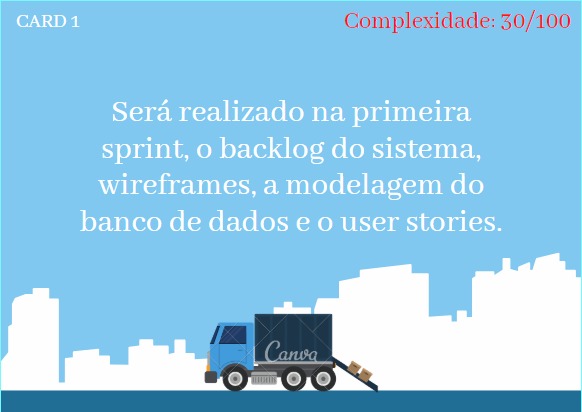 CARD 1
Complexidade: 30/100
Será realizado na primeira
sprint, o backlog do sistema,
wireframes, a modelagem do
banco de dados e o user stories.
Canva